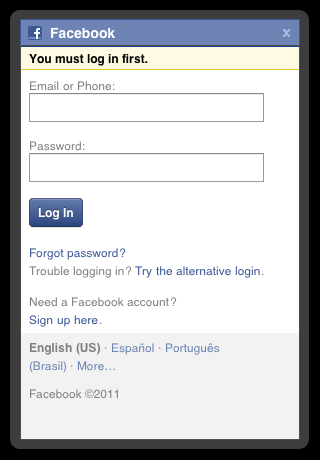 f Facebook x
You must log in first.
Email or Phone:
Password:
Log In
Forgot password?
Trouble logging in? Try the alternative login.
Need a Facebook account?
Sign up here.
English (US) · Español · Português
(Brasil) · More…
Facebook ©2011